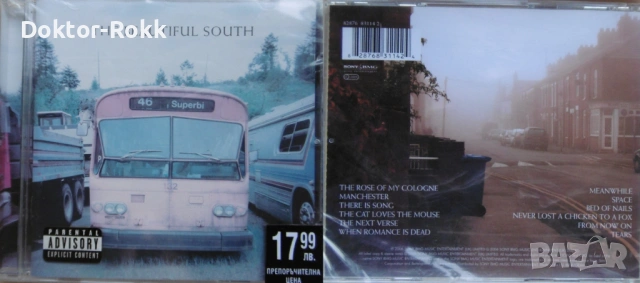 Doktor-Rokk
TIFUL SOUTH
46 Superbi
PARENTAL
ADVISORY
EXPLICIT CONTENT
17.99
ЛВ.
ПРЕПОРЪЧИТЕЛНА
ЦЕНА
THE ROSE OF MY COLOGNE
MANCHESTER
THERE IS SONG
THE CAT LOVES THE MOUSE
THE NEXT VERSE
WHEN ROMANCE IS DEAD
MEANWHILE
SPACE
BED OF NAILS
NEVER LOST A CHICKEN TO A FOX
FROM NOW ON
TEARS
BAZAR
bg